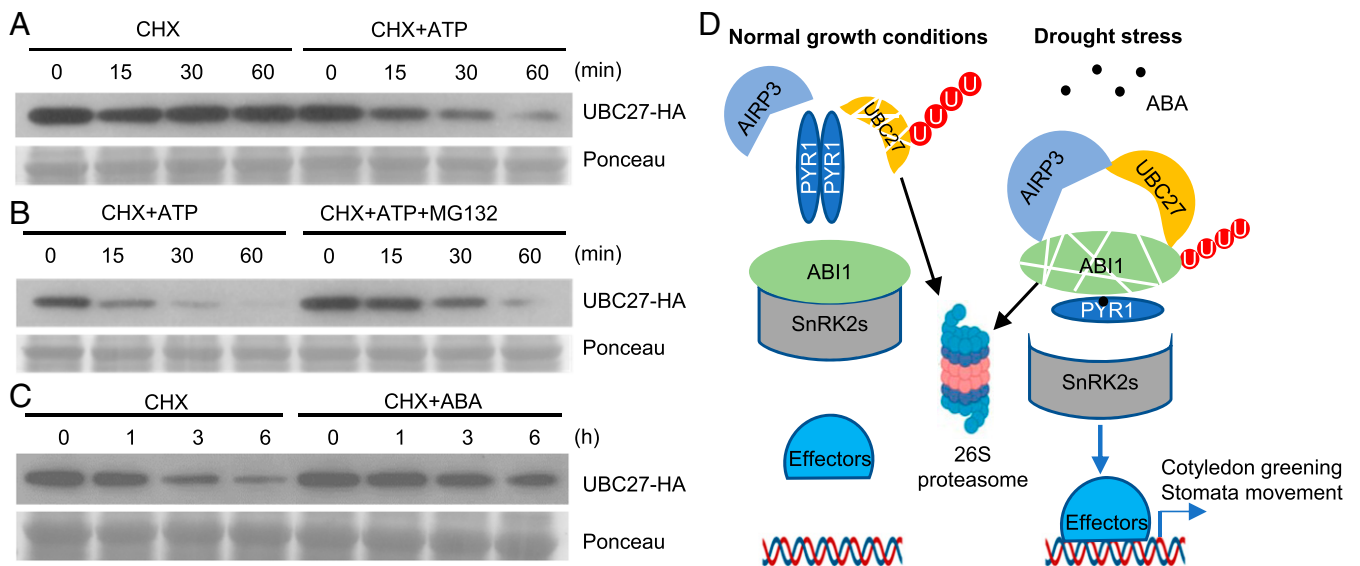 A
CHX CHX+ATP
0 15 30 60 0 15 30 60 (min)
UBC27-HA
Ponceau
B
CHX+ATP CHX+ATP+MG132
0 15 30 60 0 15 30 60 (min)
UBC27-HA
Ponceau
C
CHX CHX+ABA
0 1 3 6 0 1 3 6 (h)
UBC27-HA
Ponceau
D
Normal growth conditions
AIRP3
PYR1
PYR1
UBC27
U
U
U
U
ABI1
SnRK2s
Effectors
26S
proteasome
Drought stress
ABA
AIRP3
UBC27
U
U
U
U
ABI1
PYR1
SnRK2s
Effectors
Cotyledon greening
Stomata movement